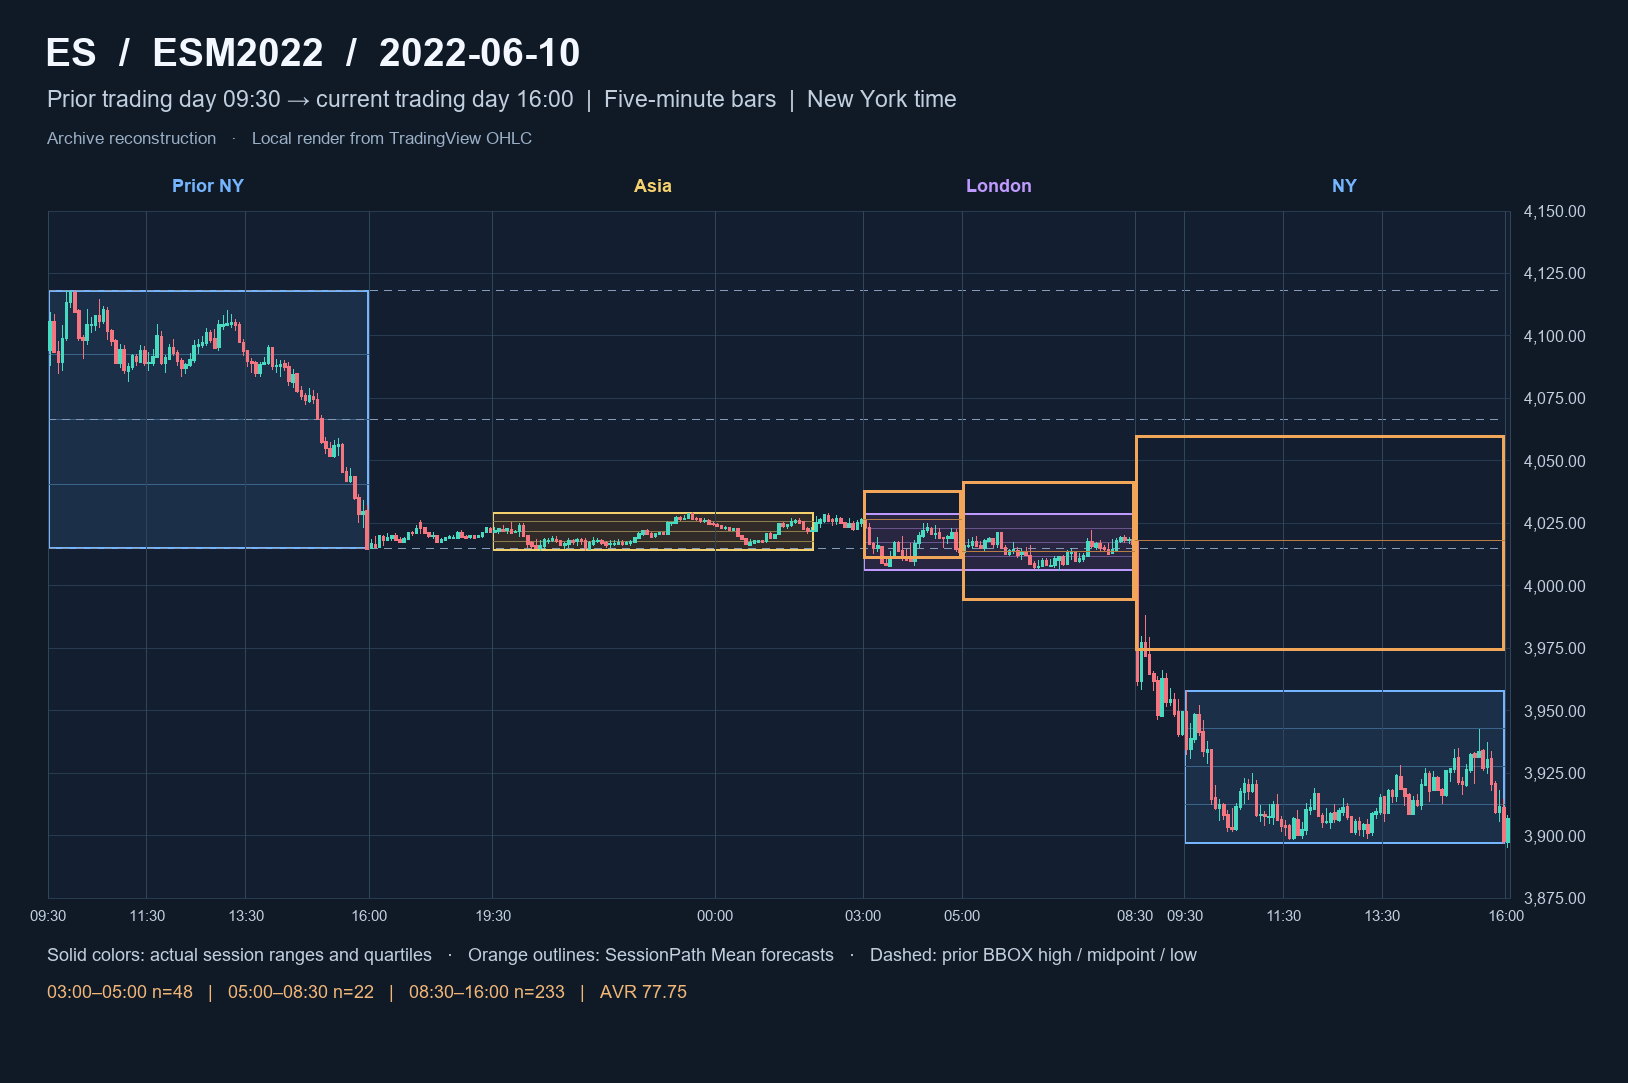 ES / ESM2022 / 2022-06-10
Prior trading day 09:30 → current trading day 16:00 | Five-minute bars | New York time
Archive reconstruction · Local render from TradingView OHLC
Prior NY Asia London NY
4,150.00
4,125.00
4,100.00
4,075.00
4,050.00
4,025.00
4,000.00
3,975.00
3,950.00
3,925.00
3,900.00
3,875.00
09:30 11:30 13:30 16:00 19:30 00:00 03:00 05:00 08:30 09:30 11:30 13:30 16:00
Solid colors: actual session ranges and quartiles · Orange outlines: SessionPath Mean forecasts · Dashed: prior BBOX high / midpoint / low
03:00–05:00 n=48 | 05:00–08:30 n=22 | 08:30–16:00 n=233 | AVR 77.75